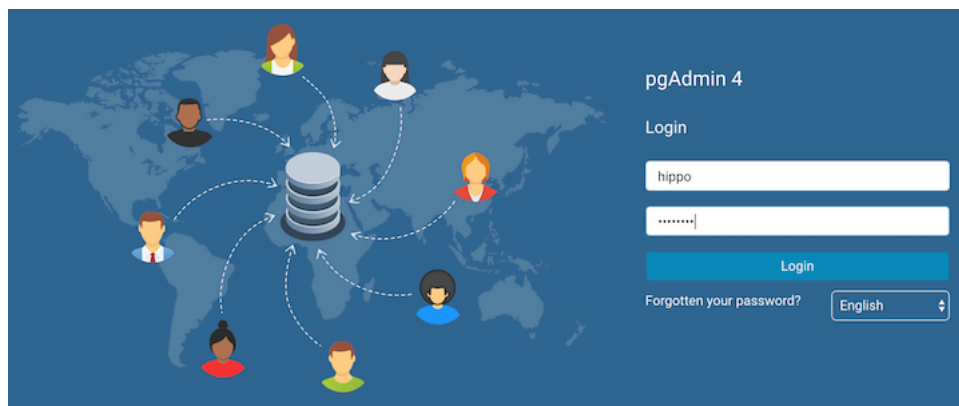 pgAdmin 4
Login
hippo
••••••••
Login
Forgotten your password?
English